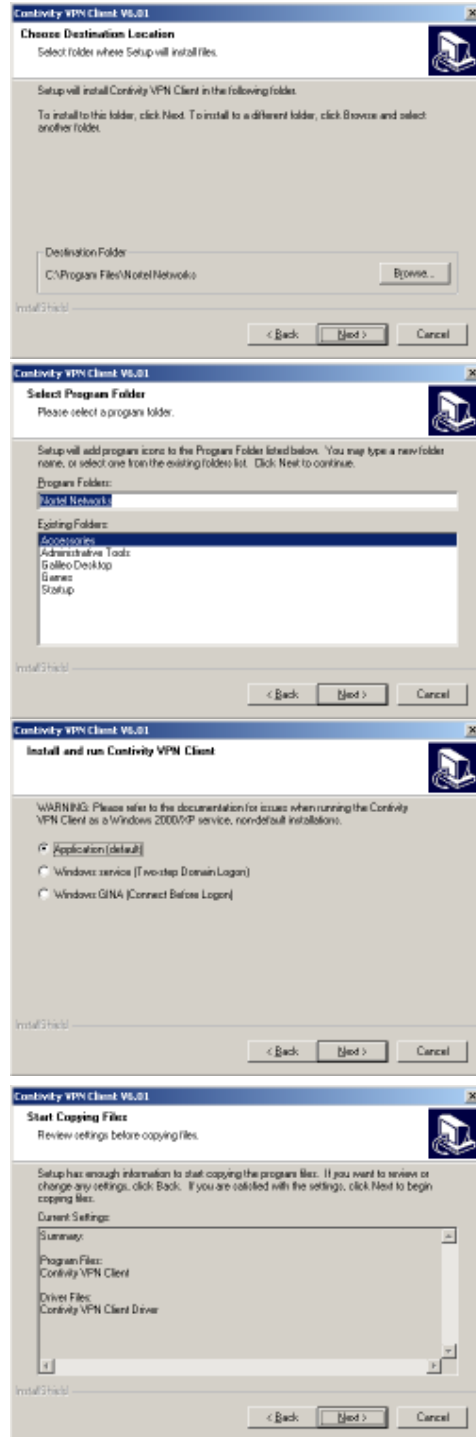 Contivity VPN Client V6.01
Choose Destination Location
Select folder where Setup will install files.
Setup will install Contivity VPN Client in the following folder.
To install to this folder, click Next. To install to a different folder, click Browse and select
another folder.
Destination Folder
C:\Program Files\Nortel Networks
Browse...
InstallShield
< Back
Next >
Cancel
Contivity VPN Client V6.01
Select Program Folder
Please select a program folder.
Setup will add program icons to the Program Folder listed below. You may type a new folder
name, or select one from the existing folders list. Click Next to continue.
Program Folders:
Nortel Networks
Existing Folders:
Accessories
Administrative Tools
Galileo Desktop
Games
Startup
InstallShield
< Back
Next >
Cancel
Contivity VPN Client V6.01
Install and run Contivity VPN Client
WARNING: Please refer to the documentation for issues when running the Contivity
VPN Client as a Windows 2000/XP service, non-default installations.
Application (default)
Windows service (Two-step Domain Logon)
Windows GINA (Connect Before Logon)
InstallShield
< Back
Next >
Cancel
Contivity VPN Client V6.01
Start Copying Files
Review settings before copying files.
Setup has enough information to start copying the program files. If you want to review or
change any settings, click Back. If you are satisfied with the settings, click Next to begin
copying files.
Current Settings:
Summary:
Program Files:
Contivity VPN Client
Driver Files:
Contivity VPN Client Driver
InstallShield
< Back
Next >
Cancel